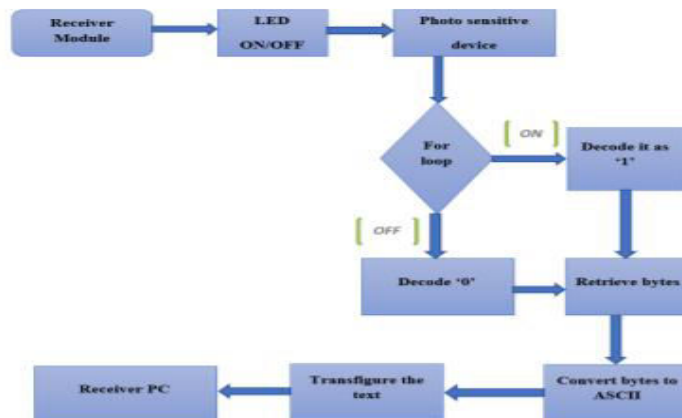 Receiver
Module
LED
ON/OFF
Photo sensitive
device
For
loop
ON
Decode it as
‘1’
OFF
Decode ‘0’
Retrieve bytes
Convert bytes to
ASCII
Transfigure the
text
Receiver PC